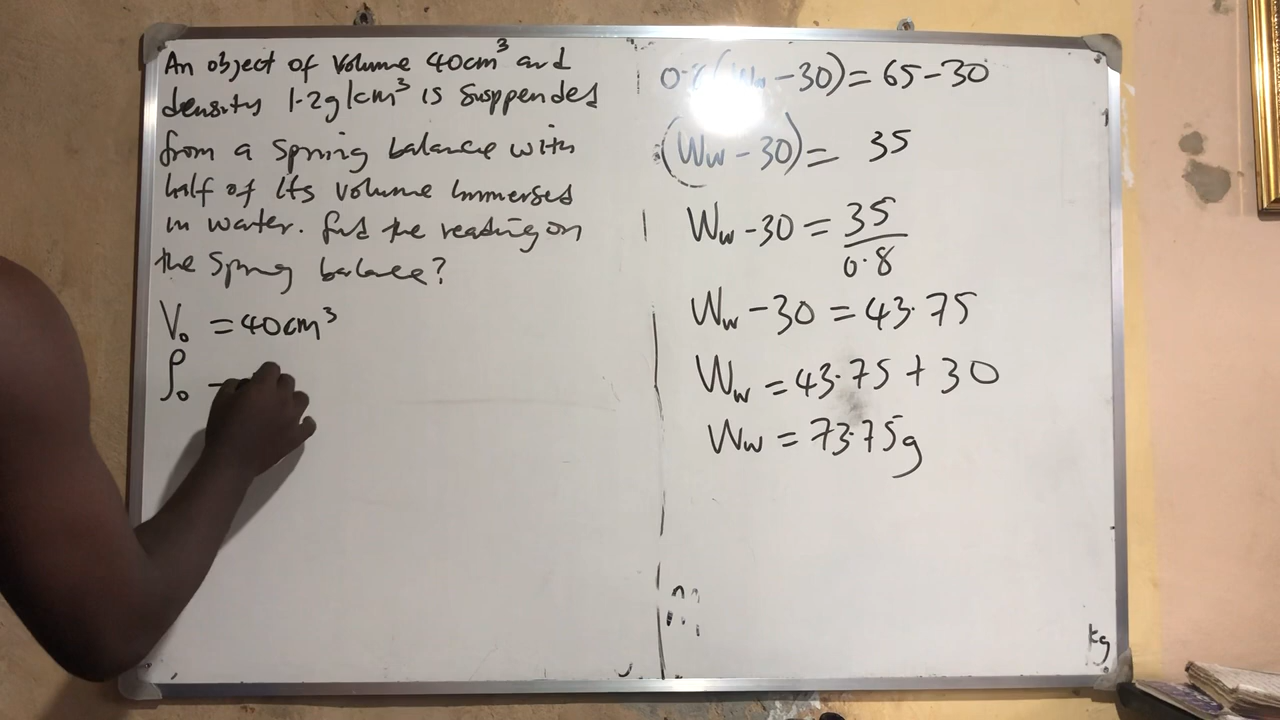 An object of volume 40cm³ and
density 1.2g/cm³ is suspended
from a spring balance with
half of its volume immersed
in water. find the reading on
the spring balance?
V₀ = 40cm³
ρ₀ =
(Ww - 30) = 65 - 30
(Ww - 30) = 35
Ww - 30 = 35
0.8
Ww - 30 = 43.75
Ww = 43.75 + 30
Ww = 73.75g
kg